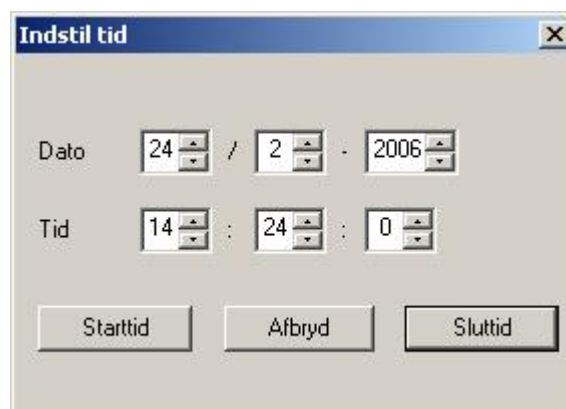 Indstil tid
Dato 24 / 2 - 2006
Tid 14 : 24 : 0
Starttid Afbryd Sluttid